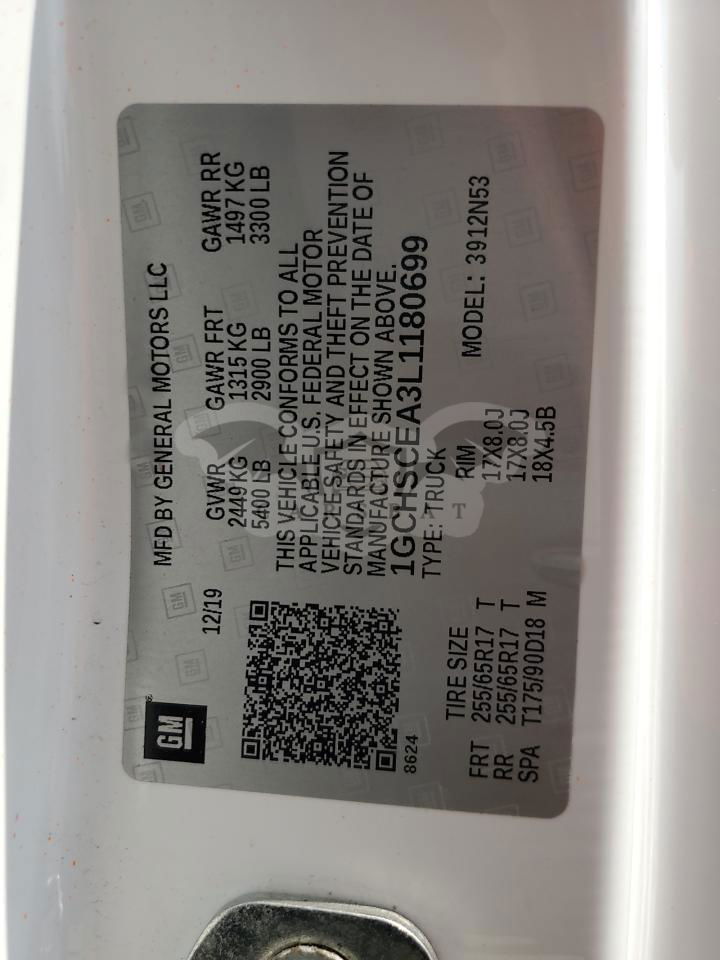 GM
MFD BY GENERAL MOTORS LLC
12/19
GVWR GAWR FRT GAWR RR
2449 KG 1315 KG 1497 KG
5400 LB 2900 LB 3300 LB
THIS VEHICLE CONFORMS TO ALL
APPLICABLE U.S. FEDERAL MOTOR
VEHICLE SAFETY AND THEFT PREVENTION
STANDARDS IN EFFECT ON THE DATE OF
MANUFACTURE SHOWN ABOVE.
1GCHSCEA3L1180699
8624
TYPE: TRUCK
TIRE SIZE RIM MODEL: 3912N53
FRT 255/65R17 T 17X8.0J
RR 255/65R17 T 17X8.0J
SPA T175/90D18 M 18X4.5B